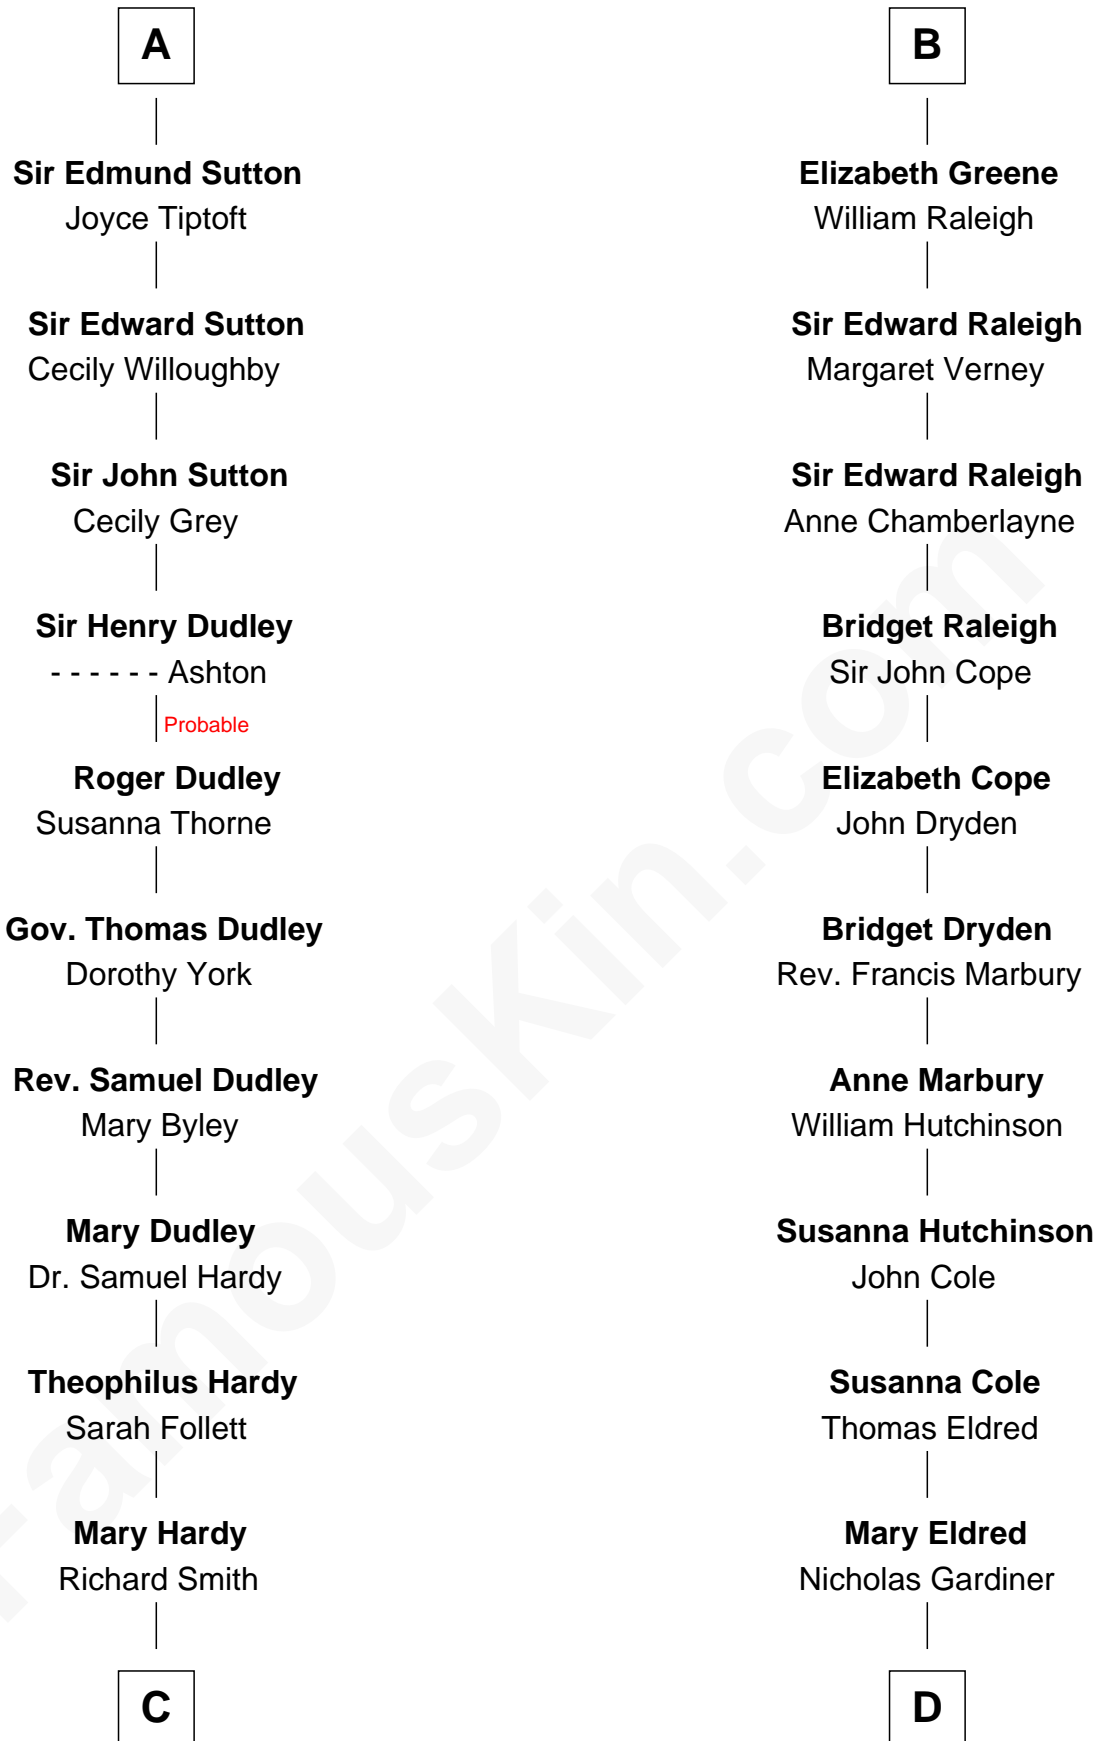 A
Sir Edmund Sutton
Joyce Tiptoft
Sir Edward Sutton
Cecily Willoughby
Sir John Sutton
Cecily Grey
Sir Henry Dudley
- - - - - - Ashton
Probable
Roger Dudley
Susanna Thorne
Gov. Thomas Dudley
Dorothy York
Rev. Samuel Dudley
Mary Byley
Mary Dudley
Dr. Samuel Hardy
Theophilus Hardy
Sarah Follett
Mary Hardy
Richard Smith
C
B
Elizabeth Greene
William Raleigh
Sir Edward Raleigh
Margaret Verney
Sir Edward Raleigh
Anne Chamberlayne
Bridget Raleigh
Sir John Cope
Elizabeth Cope
John Dryden
Bridget Dryden
Rev. Francis Marbury
Anne Marbury
William Hutchinson
Susanna Hutchinson
John Cole
Susanna Cole
Thomas Eldred
Mary Eldred
Nicholas Gardiner
D
FamousKin.com